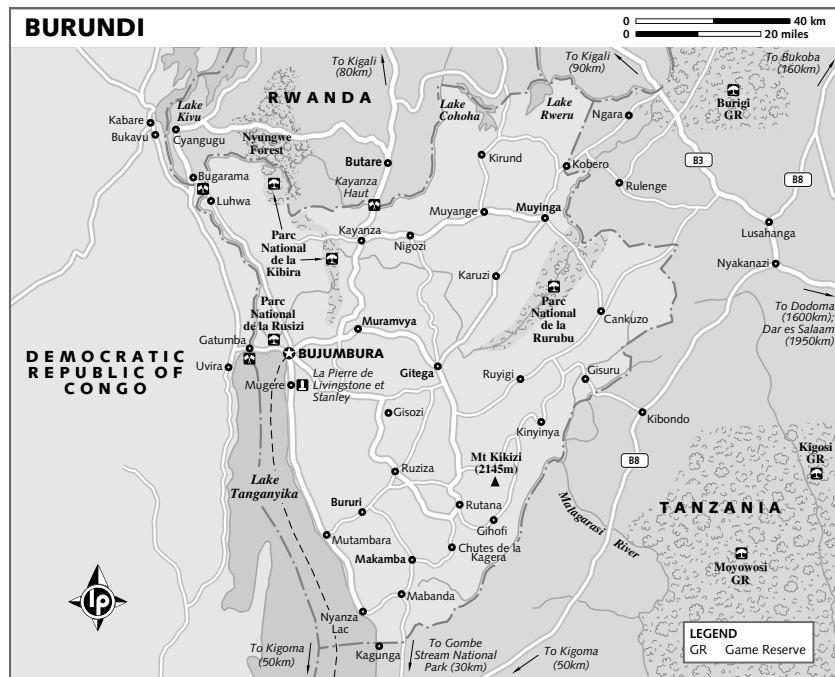 BURUNDI
0 40 km
0 20 miles
To Kigali
(80km)
To Kigali
(90km)
To Bukoba
(160km)
RWANDA
Lake
Kivu
Lake
Cohoha
Lake
Rweru
Ngara
Burigi
GR
Kabare
Bukavu
Cyangugu
Nyungwe
Forest
Butare
Kirund
Kobero
B3
B8
Bugarama
Luhwa
Kayanza
Haut
Rulenge
Muyange
Muyinga
Lusahanga
Parc
National
de la
Kibira
Kayanza
Nigozi
Nyakanazi
Karuzi
Parc
National
de la Rusizi
Parc
National
de la
Rurubu
Cankuzo
To Dodoma
(1600km);
Dar es Salaam
(1950km)
Muramvya
Gatumba
BUJUMBURA
DEMOCRATIC
REPUBLIC OF
CONGO
Uvira
Mugere
La Pierre de
Livingstone et
Stanley
Gitega
Ruyigi
Gisuru
Gisozi
Kinyinya
Kibondo
Mt Kikizi
(2145m)
B8
Kigosi
GR
Ruziza
Lake
Tanganyika
Bururi
Rutana
Gihofi
Malagarasi
River
TANZANIA
Mutambara
Makamba
Chutes de la
Kagera
Moyowosi
GR
Mabanda
Nyanza
Lac
Kagunga
lp
To Kigoma
(50km)
To Gombe
Stream National
Park (30km)
To Kigoma
(50km)
LEGEND
GR Game Reserve